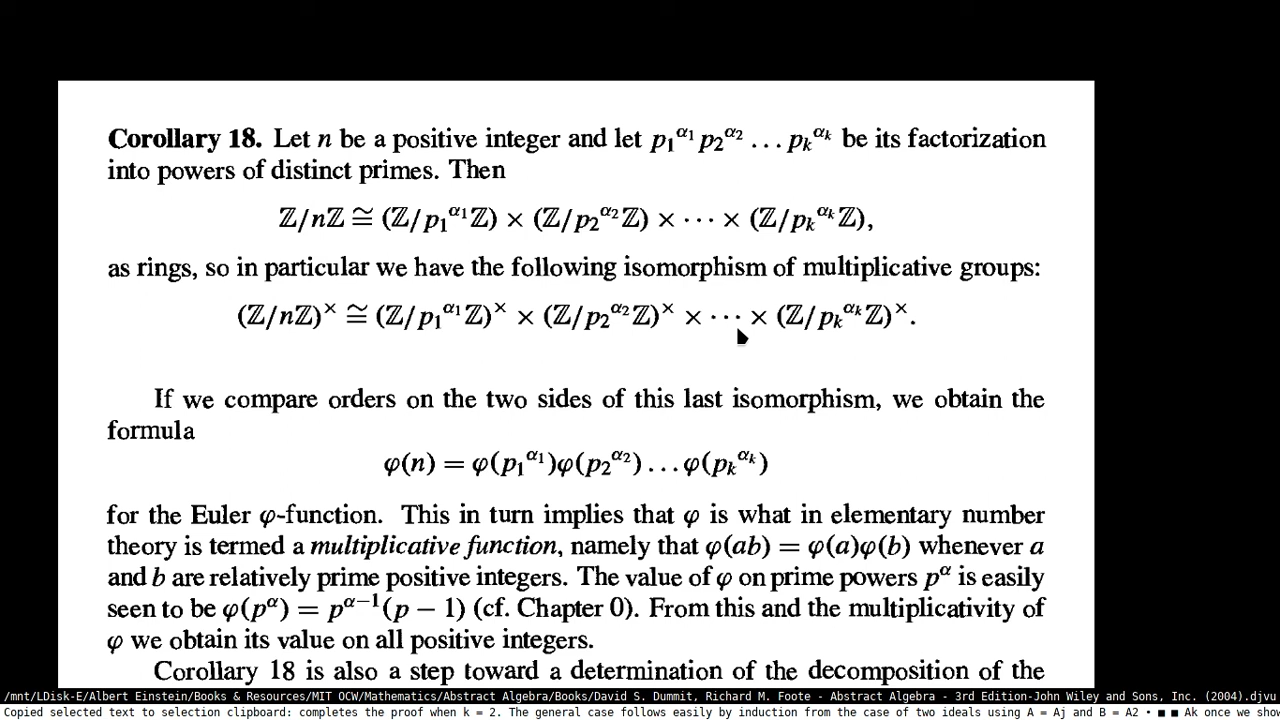 Corollary 18. Let n be a positive integer and let p₁^α₁ p₂^α₂ . . . pₖ^αₖ be its factorization
into powers of distinct primes. Then
ℤ/nℤ ≅ (ℤ/p₁^α₁ℤ) × (ℤ/p₂^α₂ℤ) × ··· × (ℤ/pₖ^αₖℤ),
as rings, so in particular we have the following isomorphism of multiplicative groups:
(ℤ/nℤ)^× ≅ (ℤ/p₁^α₁ℤ)^× × (ℤ/p₂^α₂ℤ)^× × ··· × (ℤ/pₖ^αₖℤ)^×.
If we compare orders on the two sides of this last isomorphism, we obtain the
formula
φ(n) = φ(p₁^α₁)φ(p₂^α₂) . . . φ(pₖ^αₖ)
for the Euler φ-function. This in turn implies that φ is what in elementary number
theory is termed a multiplicative function, namely that φ(ab) = φ(a)φ(b) whenever a
and b are relatively prime positive integers. The value of φ on prime powers p^α is easily
seen to be φ(p^α) = p^(α−1)(p − 1) (cf. Chapter 0). From this and the multiplicativity of
φ we obtain its value on all positive integers.
Corollary 18 is also a step toward a determination of the decomposition of the
/mnt/LDisk-E/Albert Einstein/Books & Resources/MIT OCW/Mathematics/Abstract Algebra/Books/David S. Dummit, Richard M. Foote - Abstract Algebra - 3rd Edition-John Wiley and Sons, Inc. (2004).djvu
Copied selected text to selection clipboard: completes the proof when k = 2. The general case follows easily by induction from the case of two ideals using A = Aj and B = A2 • ■ ■ Ak once we sho